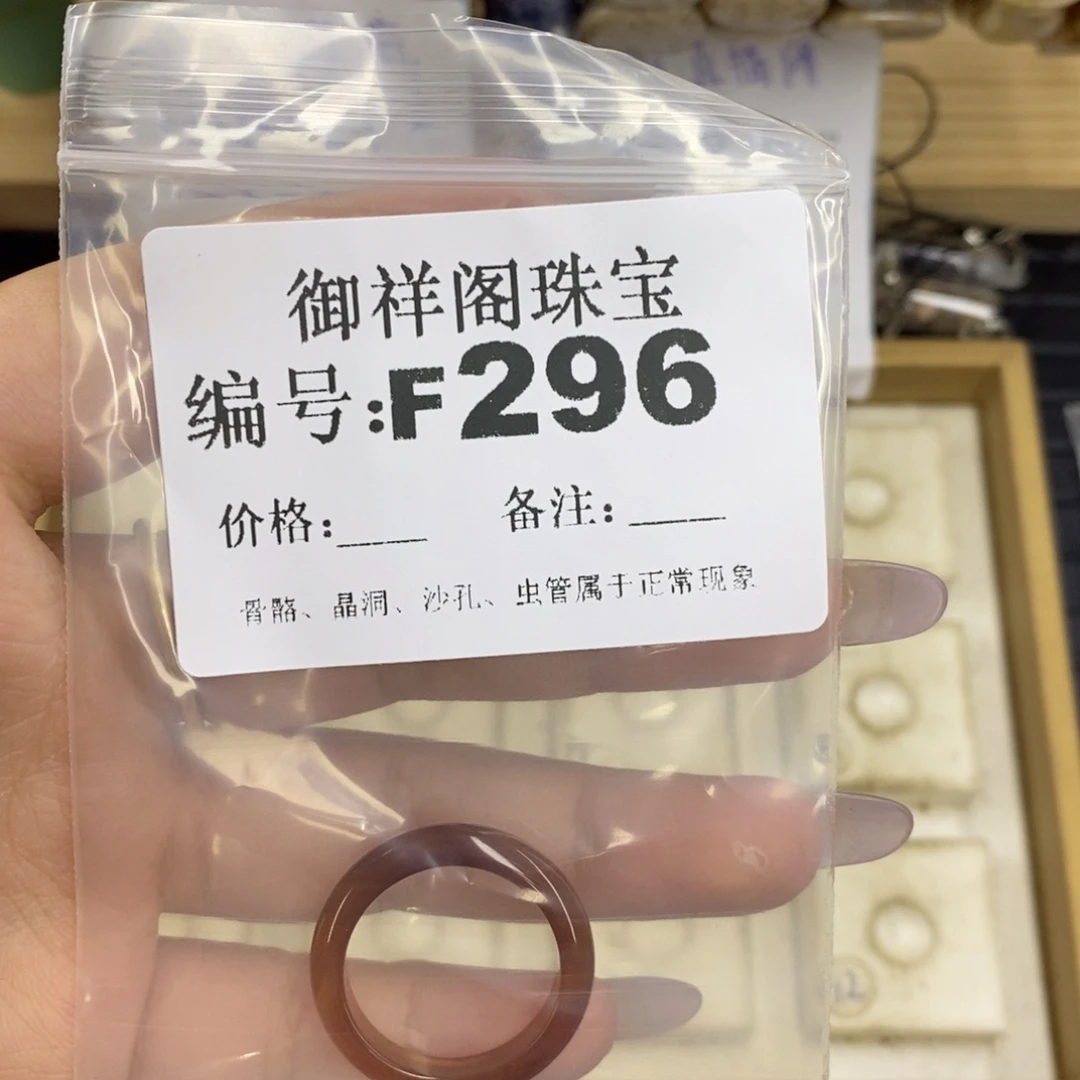 御祥阁珠宝
编号:F296
价格:____ 备注:____
骨骼、晶洞、沙孔、虫管属于正常现象